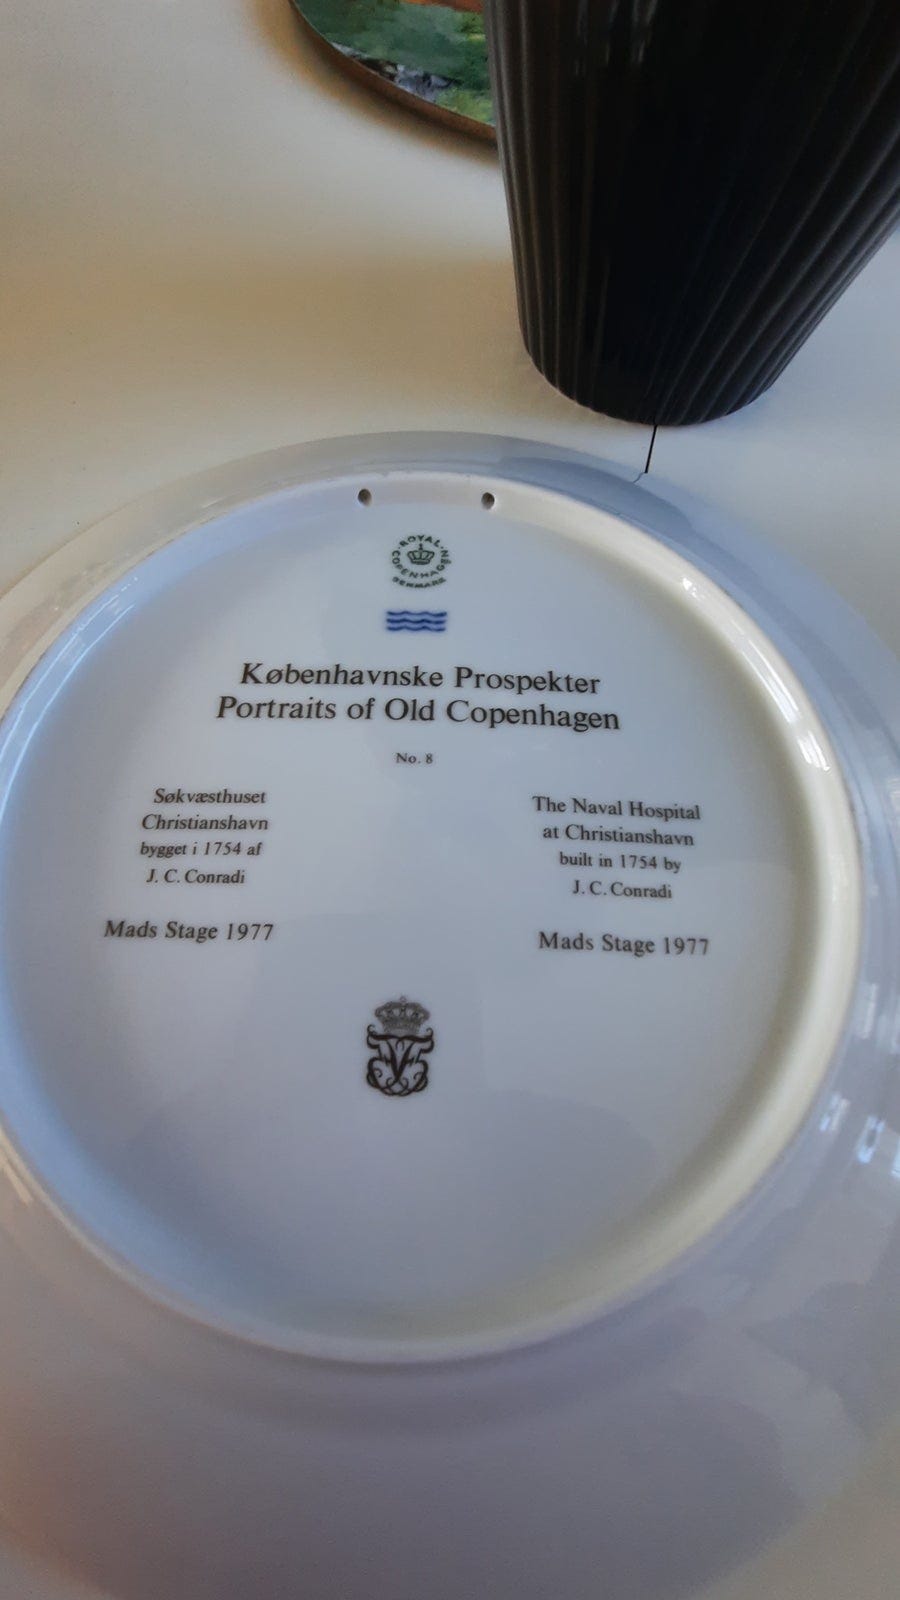 ROYAL COPENHAGEN
DENMARK
Københavnske Prospekter
Portraits of Old Copenhagen
No. 8
Søkvæsthuset
Christianshavn
bygget i 1754 af
J. C. Conradi
Mads Stage 1977
The Naval Hospital
at Christianshavn
built in 1754 by
J. C. Conradi
Mads Stage 1977